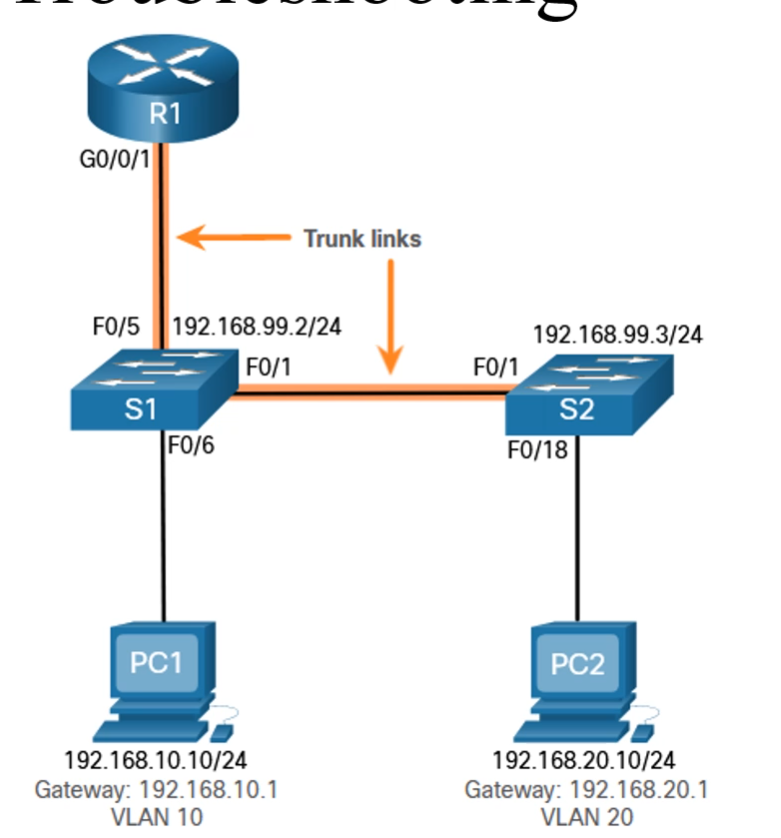 Troubleshooting
R1
G0/0/1
Trunk links
F0/5
192.168.99.2/24
192.168.99.3/24
F0/1
F0/1
S1
S2
F0/6
F0/18
PC1
PC2
192.168.10.10/24
Gateway: 192.168.10.1
VLAN 10
192.168.20.10/24
Gateway: 192.168.20.1
VLAN 20